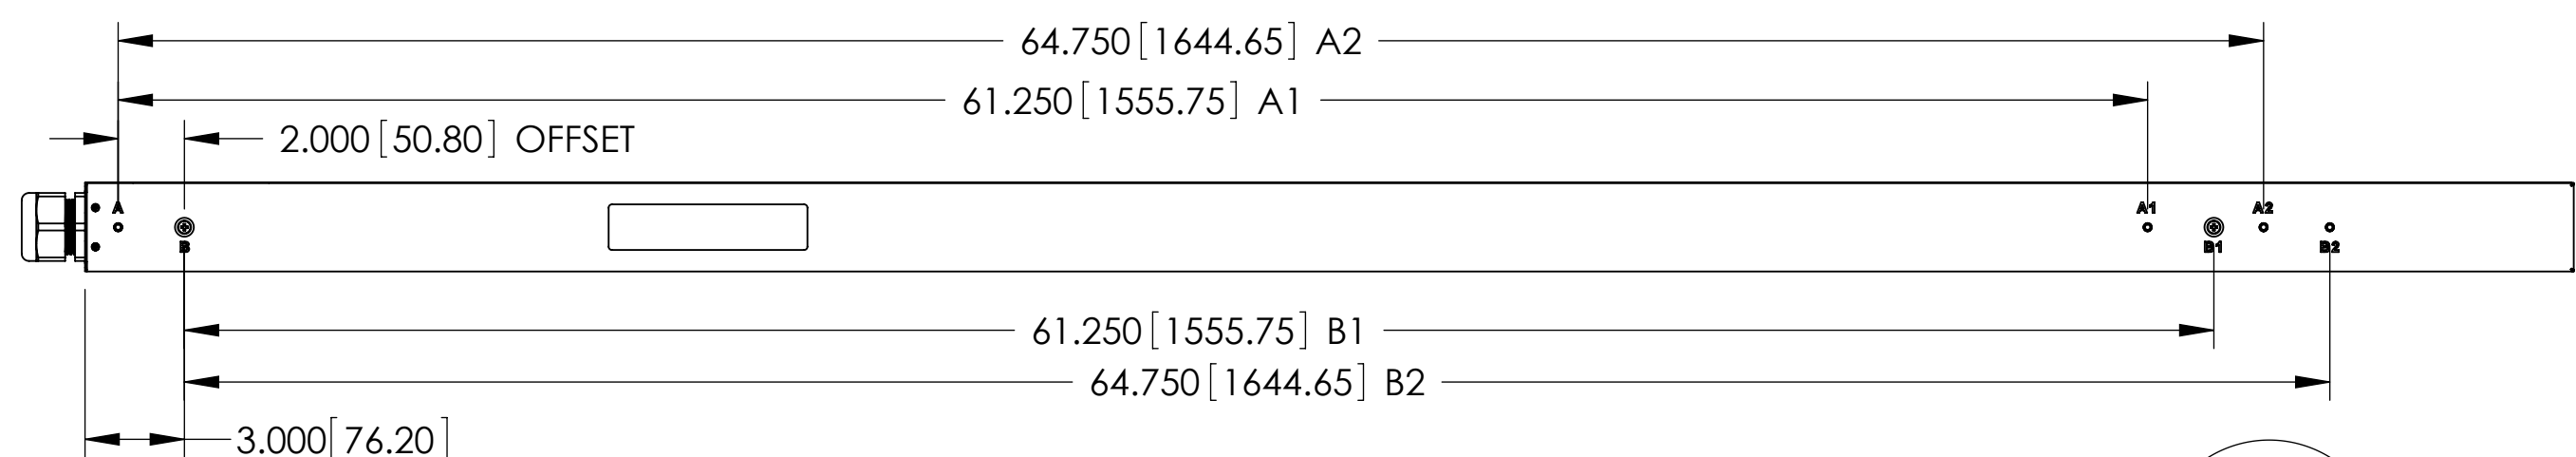 64.750[1644.65] A2
61.250[1555.75] A1
2.000[50.80] OFFSET
A
B
A1
A2
B1
B2
61.250[1555.75] B1
64.750[1644.65] B2
3.000[76.20]